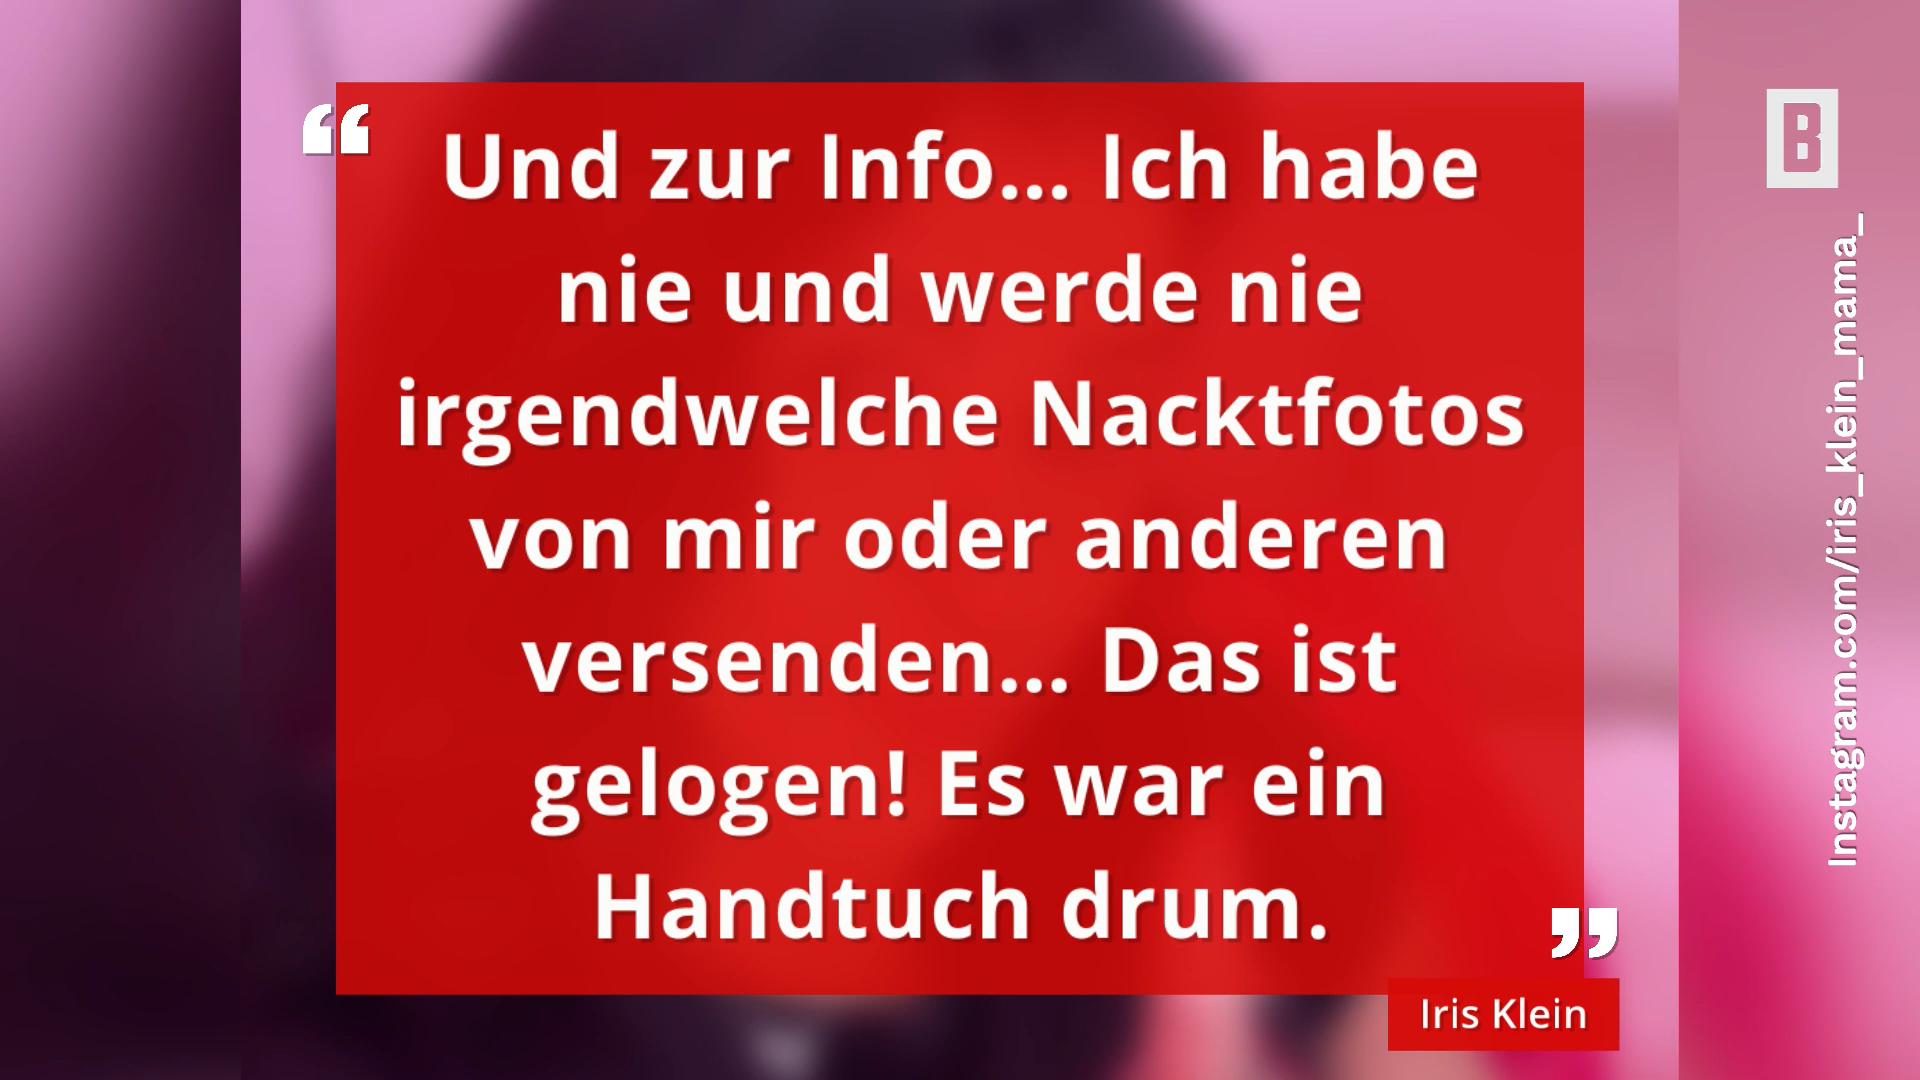 “
Und zur Info... Ich habe
nie und werde nie
irgendwelche Nacktfotos
von mir oder anderen
versenden... Das ist
gelogen! Es war ein
Handtuch drum.
”
Iris Klein
B
Instagram.com/iris_klein_mama_